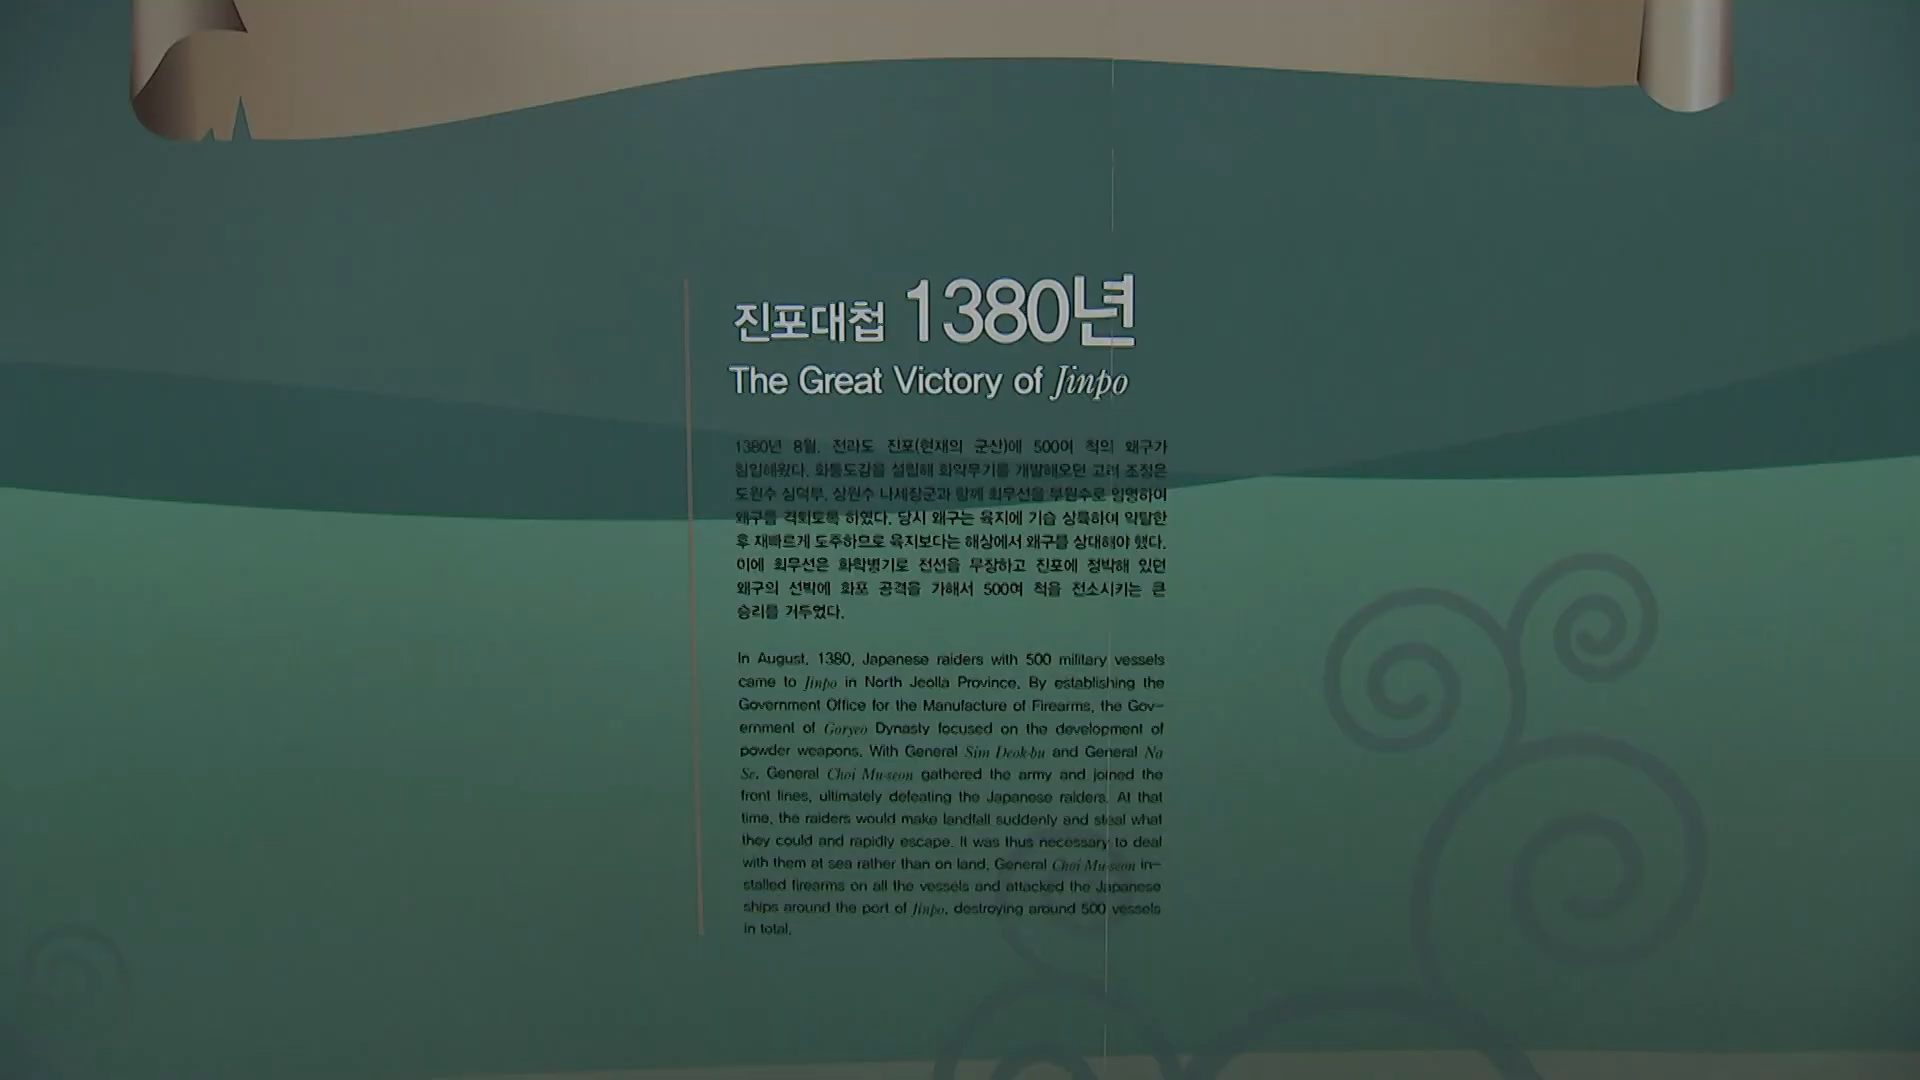 진포대첩 1380년
The Great Victory of Jinpo
1380년 8월, 전라도 진포(현재의 군산)에 500여 척의 왜구가
침입해왔다. 화통도감을 설립해 화약무기를 개발해오던 고려 조정은
도원수 심덕부, 상원수 나세장군과 함께 최무선을 부원수로 임명하여
왜구를 격퇴토록 하였다. 당시 왜구는 육지에 기습 상륙하여 약탈한
후 재빠르게 도주하므로 육지보다는 해상에서 왜구를 상대해야 했다.
이에 최무선은 화학병기로 전선을 무장하고 진포에 정박해 있던
왜구의 선박에 화포 공격을 가해서 500여 척을 전소시키는 큰
승리를 거두었다.
In August, 1380, Japanese raiders with 500 military vessels
came to Jinpo in North Jeolla Province. By establishing the
Government Office for the Manufacture of Firearms, the Gov-
ernment of Goryeo Dynasty focused on the development of
powder weapons. With General Sim Deok-bu and General Na
Se, General Choi Mu-seon gathered the army and joined the
front lines, ultimately defeating the Japanese raiders. At that
time, the raiders would make landfall suddenly and steal what
they could and rapidly escape. It was thus necessary to deal
with them at sea rather than on land. General Choi Mu-seon in-
stalled firearms on all the vessels and attacked the Japanese
ships around the port of Jinpo, destroying around 500 vessels
in total.